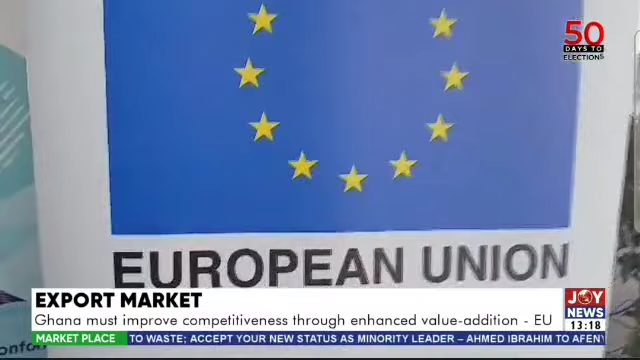 50
DAYS TO
ELECTIONS
EUROPEAN UNION
EXPORT MARKET
Ghana must improve competitiveness through enhanced value-addition - EU
JOY
NEWS
13:18
MARKET PLACE
TO WASTE; ACCEPT YOUR NEW STATUS AS MINORITY LEADER – AHMED IBRAHIM TO AFENY